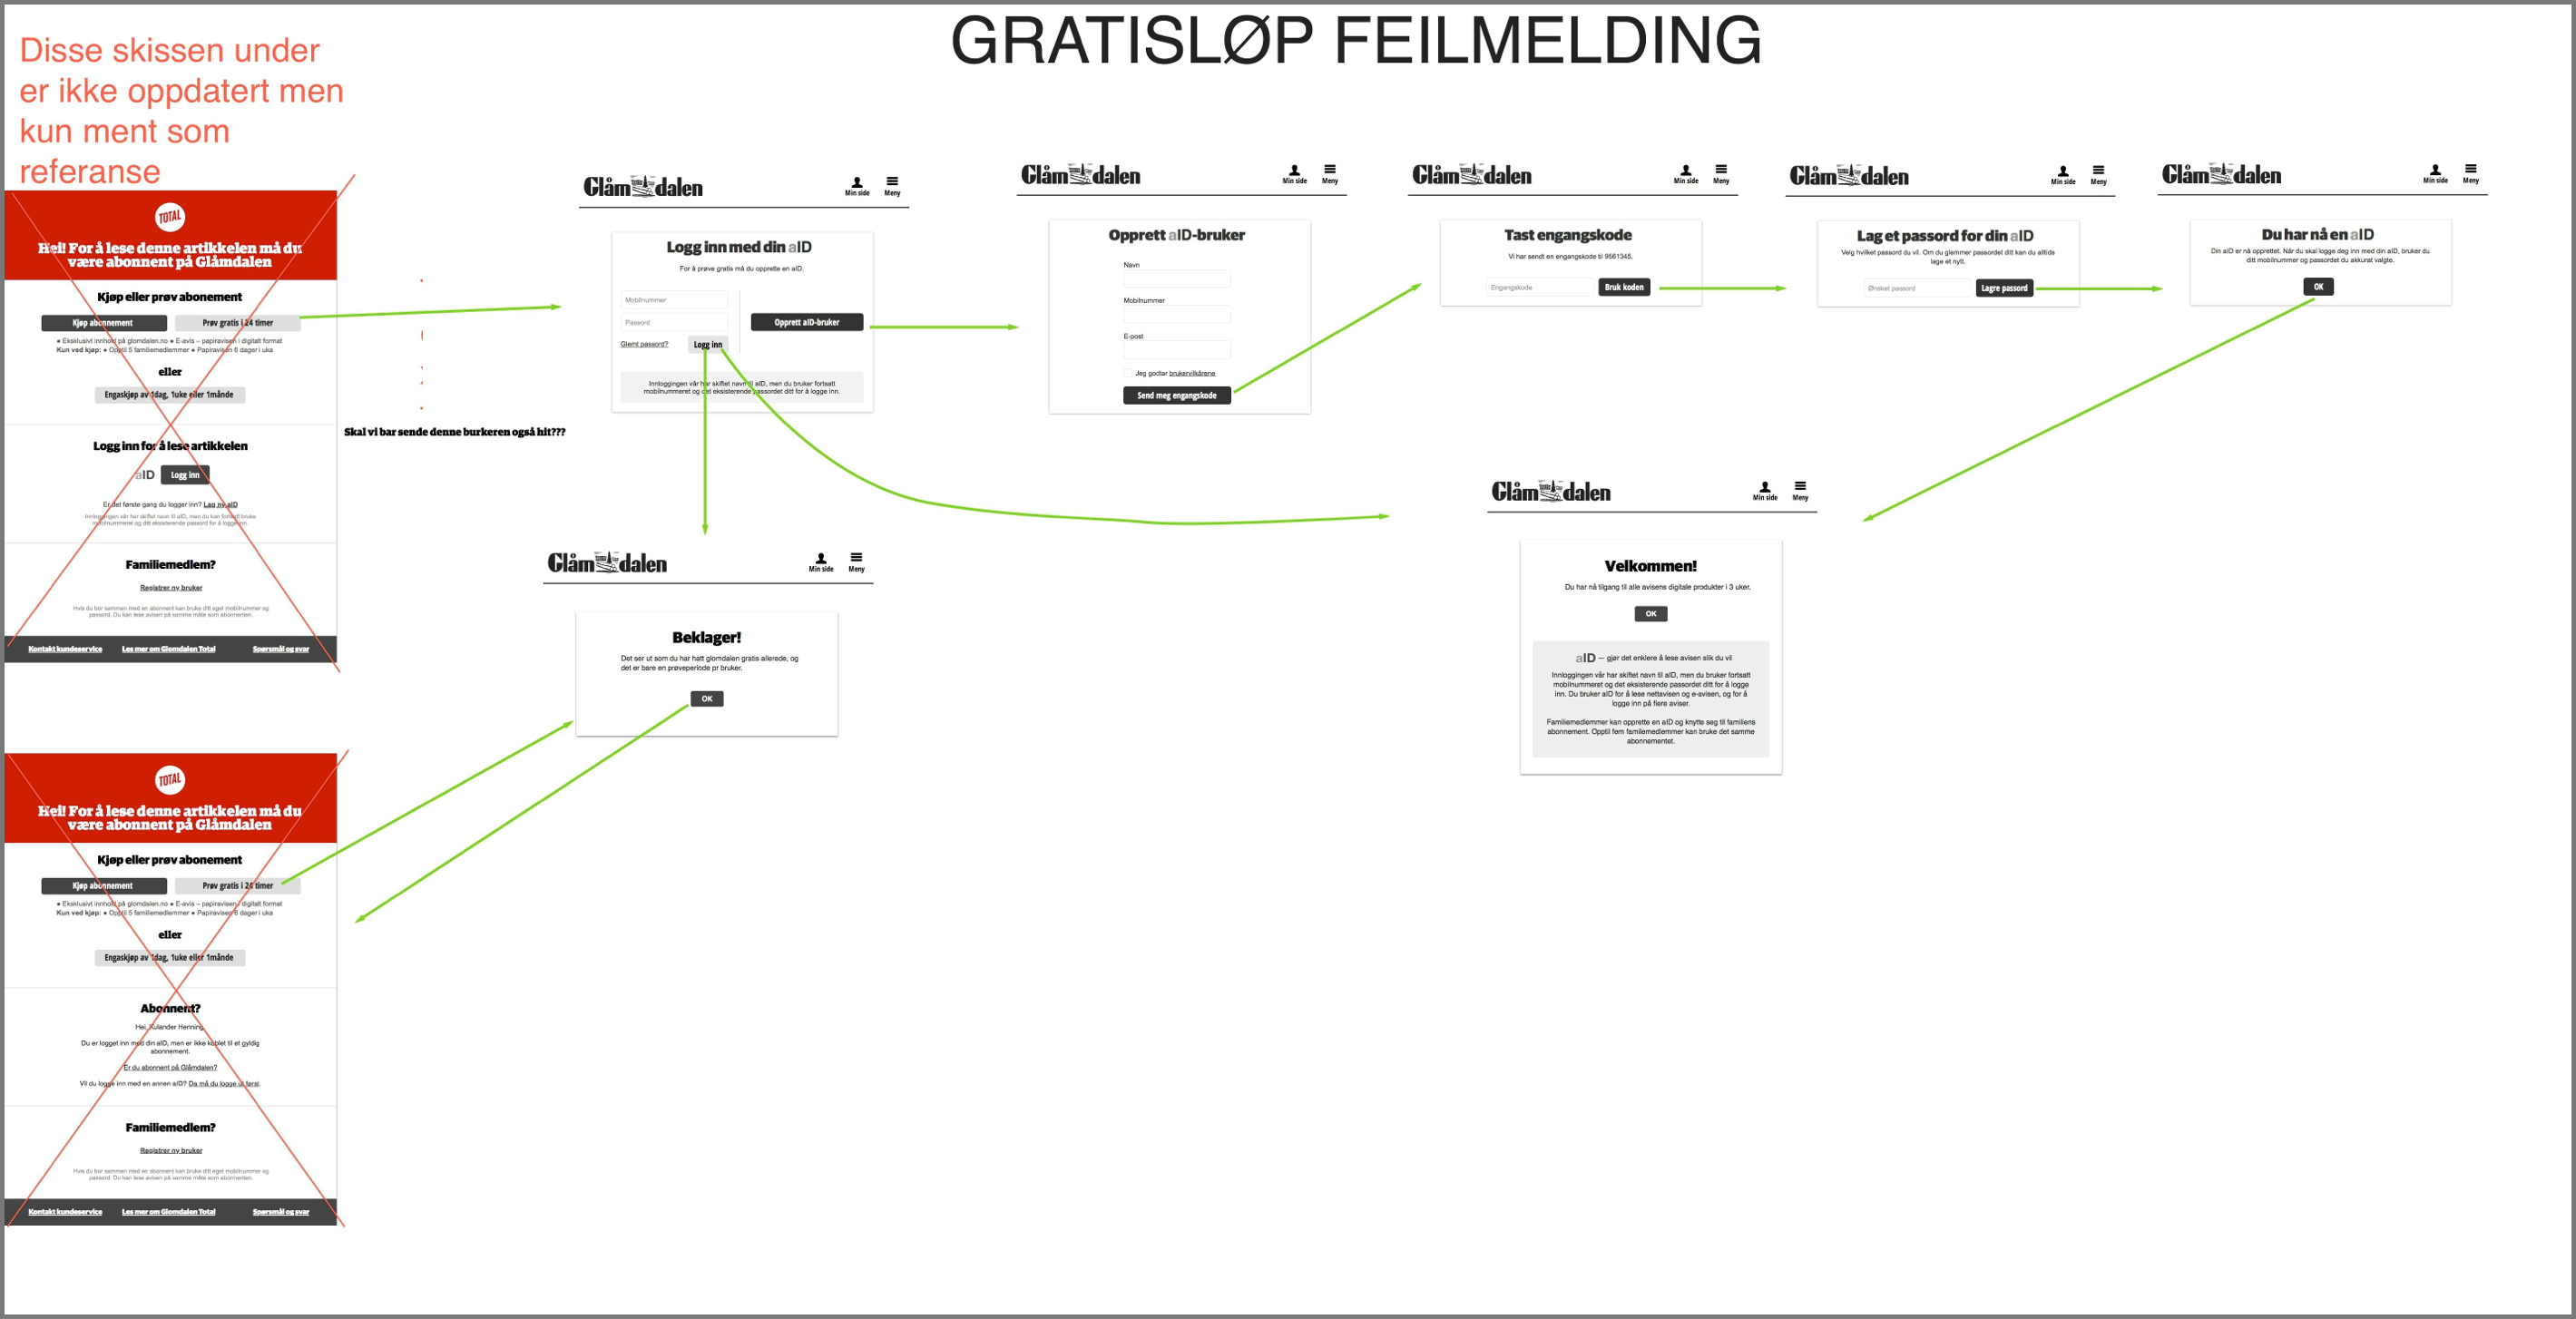 GRATISLØP FEILMELDING
Disse skissen under
er ikke oppdatert men
kun ment som
referanse
TOTAL
Hei! For å lese denne artikkelen må du
være abonnent på Glåmdalen
Kjøp eller prøv abonement
Kjøp abonnement
Prøv gratis i 24 timer
● Eksklusivt innhold på glomdalen.no ● E-avis – papiravisen i digitalt format
Kun ved kjøp: ● Opptil 5 familiemedlemmer ● Papiravisen 6 dager i uka
eller
Engaskjøp av 1dag, 1uke eller 1månde
Logg inn for å lese artikkelen
aID Logg inn
Er det første gang du logger inn? Lag ny aID
Innloggingen vår har skiftet navn til aID, men du kan fortsatt bruke
mobilnummeret og ditt eksisterende passord for å logge inn.
Familiemedlem?
Registrer ny bruker
Hvis du bor sammen med en abonnent kan bruke ditt eget mobilnummer og
passord. Du kan lese avisen på samme måte som abonnenten.
Kontakt kundeservice
Les mer om Glomdalen Total
Spørsmål og svar
Skal vi bar sende denne burkeren også hit???
Glåmdalen
Min side
Meny
Logg inn med din aID
For å prøve gratis må du opprette en aID.
Mobilnummer
Passord
Glemt passord?
Logg inn
Opprett aID-bruker
Innloggingen vår har skiftet navn til aID, men du bruker fortsatt
mobilnummeret og det eksisterende passordet ditt for å logge inn.
Glåmdalen
Min side
Meny
Opprett aID-bruker
Navn
Mobilnummer
E-post
Jeg godtar brukervilkårene
Send meg engangskode
Glåmdalen
Min side
Meny
Tast engangskode
Vi har sendt en engangskode til 9561345.
Engangskode
Bruk koden
Glåmdalen
Min side
Meny
Lag et passord for din aID
Velg hvilket passord du vil. Om du glemmer passordet ditt kan du alltids
lage et nytt.
Ønsket passord
Lagre passord
Glåmdalen
Min side
Meny
Du har nå en aID
Din aID er nå opprettet. Når du skal logge deg inn med din aID, bruker du
ditt mobilnummer og passordet du akkurat valgte.
OK
Glåmdalen
Min side
Meny
Beklager!
Det ser ut som du har hatt glomdalen gratis allerede, og
det er bare en prøveperiode pr bruker.
OK
Glåmdalen
Min side
Meny
Velkommen!
Du har nå tilgang til alle avisens digitale produkter i 3 uker.
OK
aID – gjør det enklere å lese avisen slik du vil
Innloggingen vår har skiftet navn til aID, men du bruker fortsatt
mobilnummeret og det eksisterende passordet ditt for å logge
inn. Du bruker aID for å lese nettavisen og e-avisen, og for å
logge inn på flere aviser.
Familiemedlemmer kan opprette en aID og knytte seg til familiens
abonnement. Opptil fem familemedlemmer kan bruke det samme
abonnementet.
TOTAL
Hei! For å lese denne artikkelen må du
være abonnent på Glåmdalen
Kjøp eller prøv abonement
Kjøp abonnement
Prøv gratis i 24 timer
● Eksklusivt innhold på glomdalen.no ● E-avis – papiravisen i digitalt format
Kun ved kjøp: ● Opptil 5 familiemedlemmer ● Papiravisen 6 dager i uka
eller
Engaskjøp av 1dag, 1uke eller 1månde
Abonnent?
Hei, Kulander Henning,
Du er logget inn med din aID, men er ikke koblet til et gyldig
abonnement.
Er du abonnent på Glåmdalen?
Vil du logge inn med en annen aID? Da må du logge ut først.
Familiemedlem?
Registrer ny bruker
Hvis du bor sammen med en abonnent kan bruke ditt eget mobilnummer og
passord. Du kan lese avisen på samme måte som abonnenten.
Kontakt kundeservice
Les mer om Glomdalen Total
Spørsmål og svar